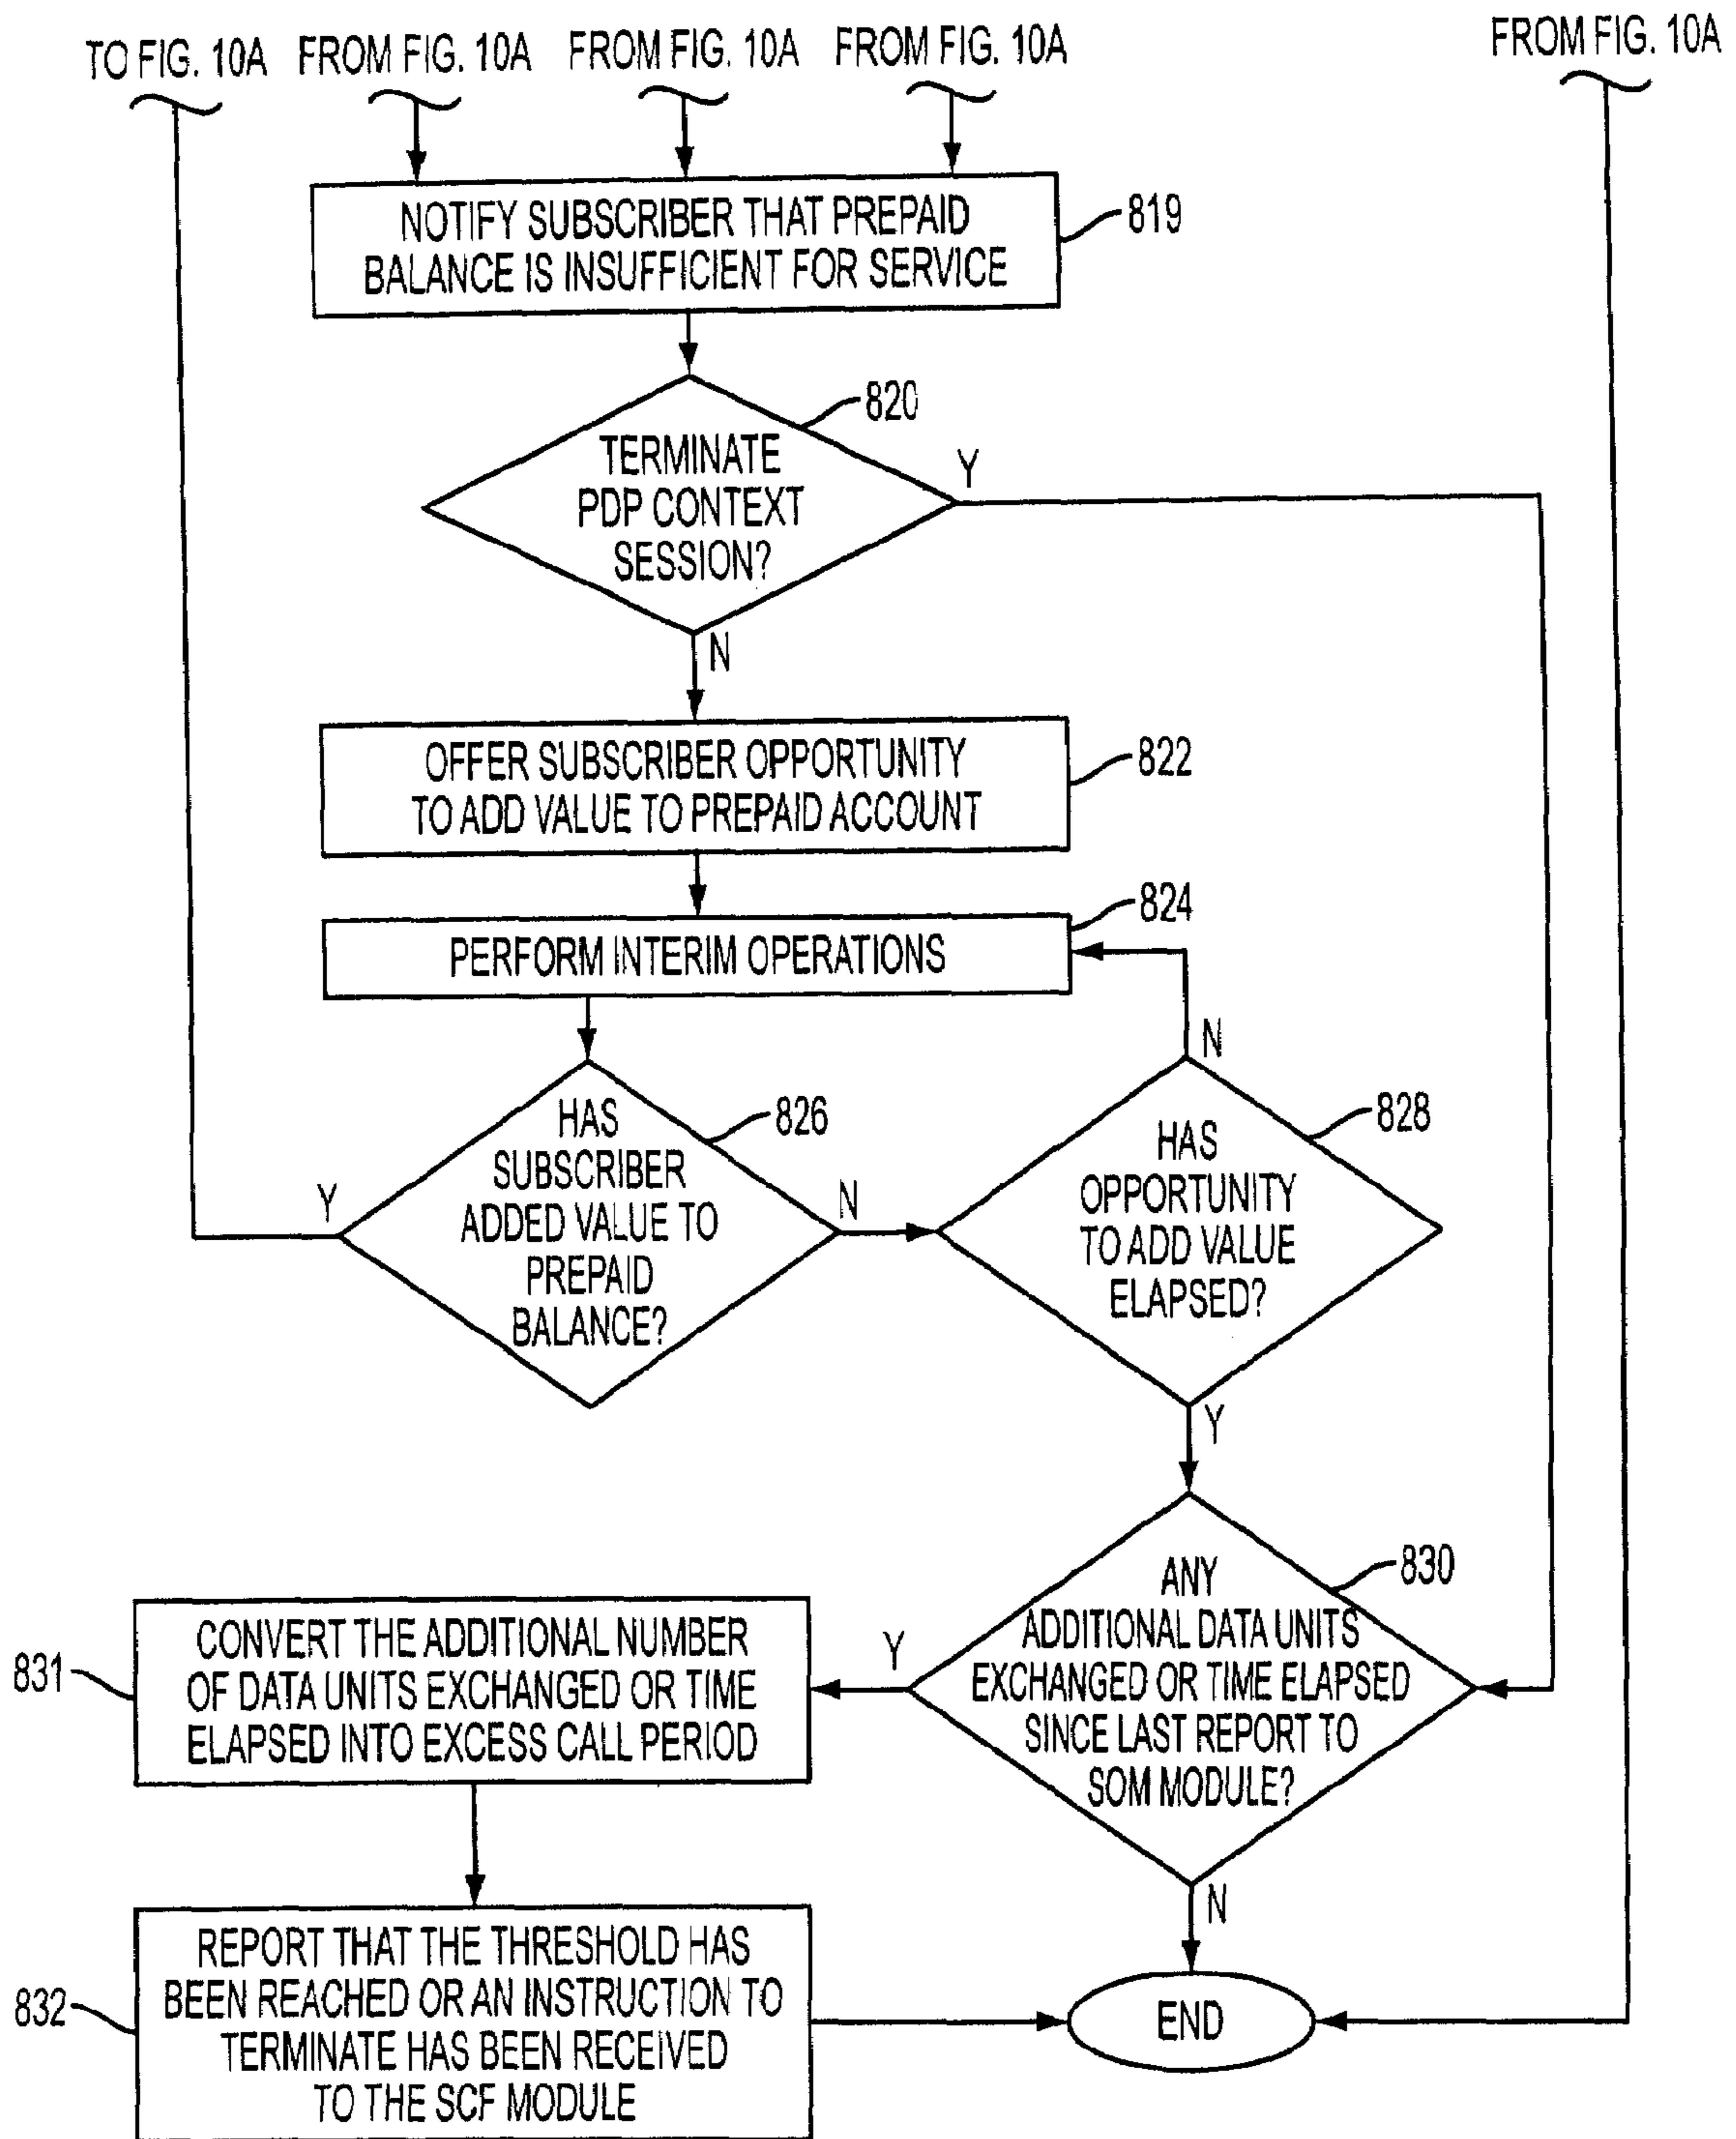 TO FIG. 10A FROM FIG. 10A FROM FIG. 10A FROM FIG. 10A FROM FIG. 10A
NOTIFY SUBSCRIBER THAT PREPAID
BALANCE IS INSUFFICIENT FOR SERVICE
819
820
TERMINATE
PDP CONTEXT
SESSION?
Y
N
OFFER SUBSCRIBER OPPORTUNITY
TO ADD VALUE TO PREPAID ACCOUNT
822
824
PERFORM INTERIM OPERATIONS
HAS
SUBSCRIBER
ADDED VALUE TO
PREPAID
BALANCE?
826
Y
N
HAS
OPPORTUNITY
TO ADD VALUE
ELAPSED?
828
N
Y
ANY
ADDITIONAL DATA UNITS
EXCHANGED OR TIME ELAPSED
SINCE LAST REPORT TO
SOM MODULE?
830
Y
N
831
CONVERT THE ADDITIONAL NUMBER
OF DATA UNITS EXCHANGED OR TIME
ELAPSED INTO EXCESS CALL PERIOD
832
REPORT THAT THE THRESHOLD HAS
BEEN REACHED OR AN INSTRUCTION TO
TERMINATE HAS BEEN RECEIVED
TO THE SCF MODULE
END